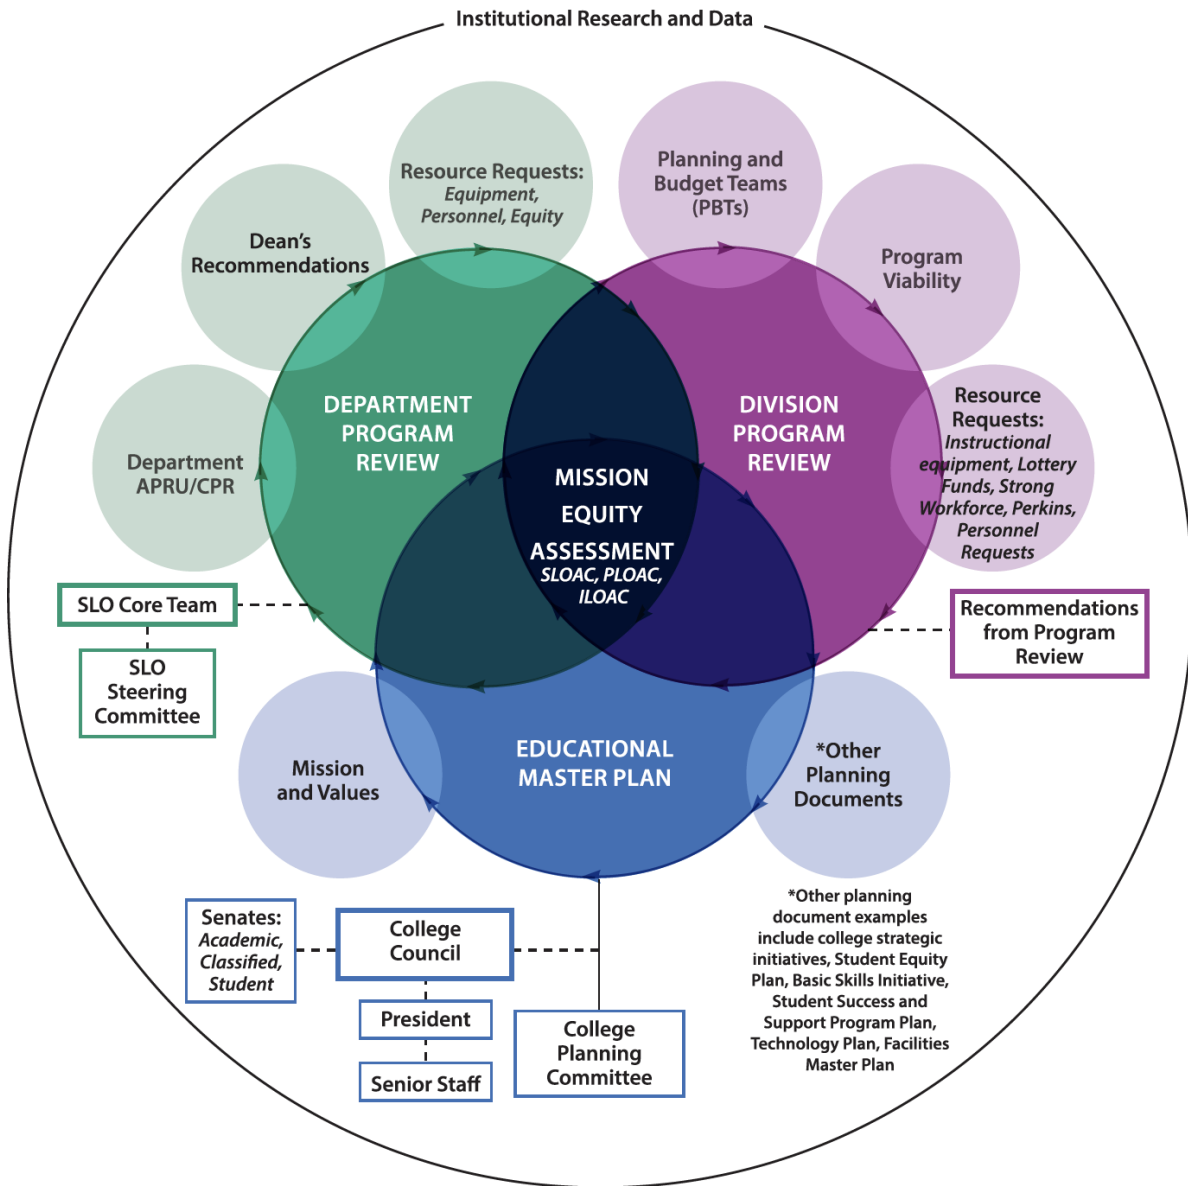 Institutional Research and Data
Resource Requests:
Equipment,
Personnel, Equity
Planning and
Budget Teams
(PBTs)
Dean’s
Recommendations
Program
Viability
Department
APRU/CPR
DEPARTMENT
PROGRAM
REVIEW
DIVISION
PROGRAM
REVIEW
Resource
Requests:
Instructional
equipment, Lottery
Funds, Strong
Workforce, Perkins,
Personnel
Requests
MISSION
EQUITY
ASSESSMENT
SLOAC, PLOAC,
ILOAC
SLO Core Team
SLO
Steering
Committee
Recommendations
from Program
Review
Mission
and Values
EDUCATIONAL
MASTER PLAN
*Other
Planning
Documents
Senates:
Academic,
Classified,
Student
College
Council
President
Senior Staff
College
Planning
Committee
*Other planning
document examples
include college strategic
initiatives, Student Equity
Plan, Basic Skills Initiative,
Student Success and
Support Program Plan,
Technology Plan, Facilities
Master Plan